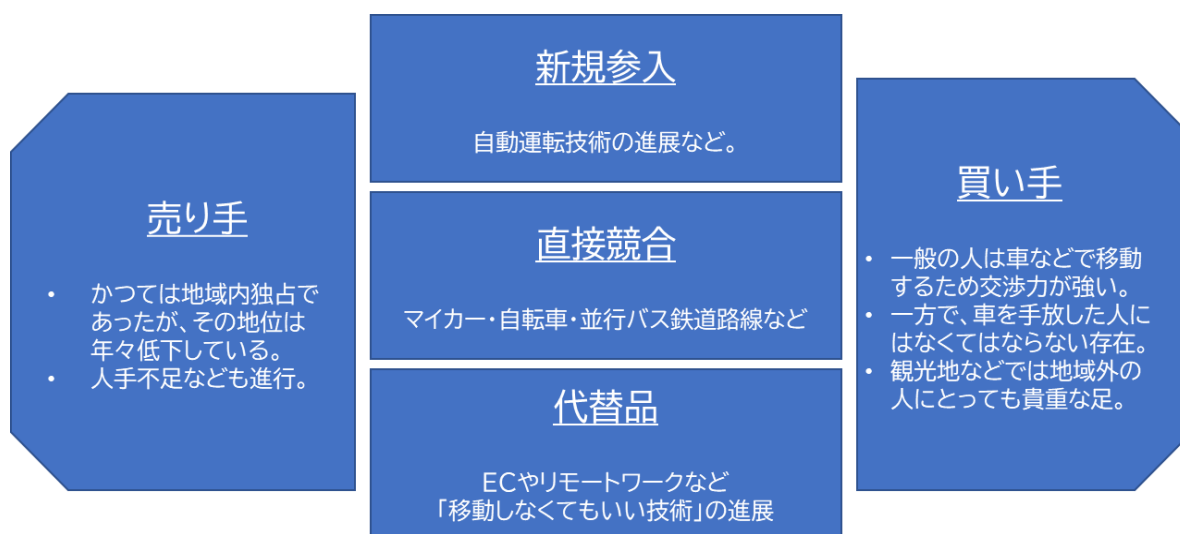 新規参入
自動運転技術の進展など。
売り手
• かつては地域内独占で
あったが、その地位は
年々低下している。
• 人手不足なども進行。
直接競合
マイカー・自転車・並行バス鉄道路線など
代替品
ECやリモートワークなど
「移動しなくてもいい技術」の進展
買い手
• 一般の人は車などで移動
するため交渉力が強い。
• 一方で、車を手放した人に
はなくてはならない存在。
• 観光地などでは地域外の
人にとっても貴重な足。